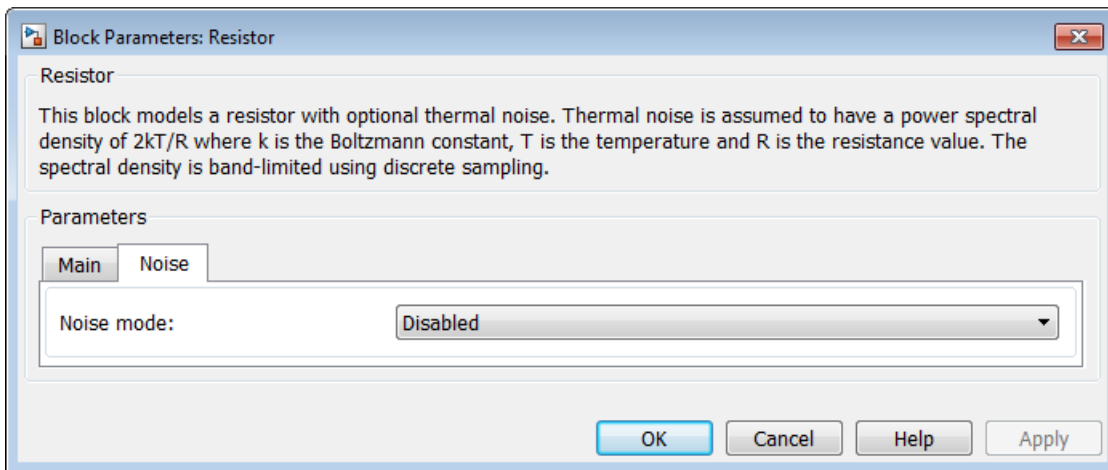 Block Parameters: Resistor
Resistor
This block models a resistor with optional thermal noise. Thermal noise is assumed to have a power spectral
density of 2kT/R where k is the Boltzmann constant, T is the temperature and R is the resistance value. The
spectral density is band-limited using discrete sampling.
Parameters
Main Noise
Noise mode: Disabled
OK Cancel Help Apply